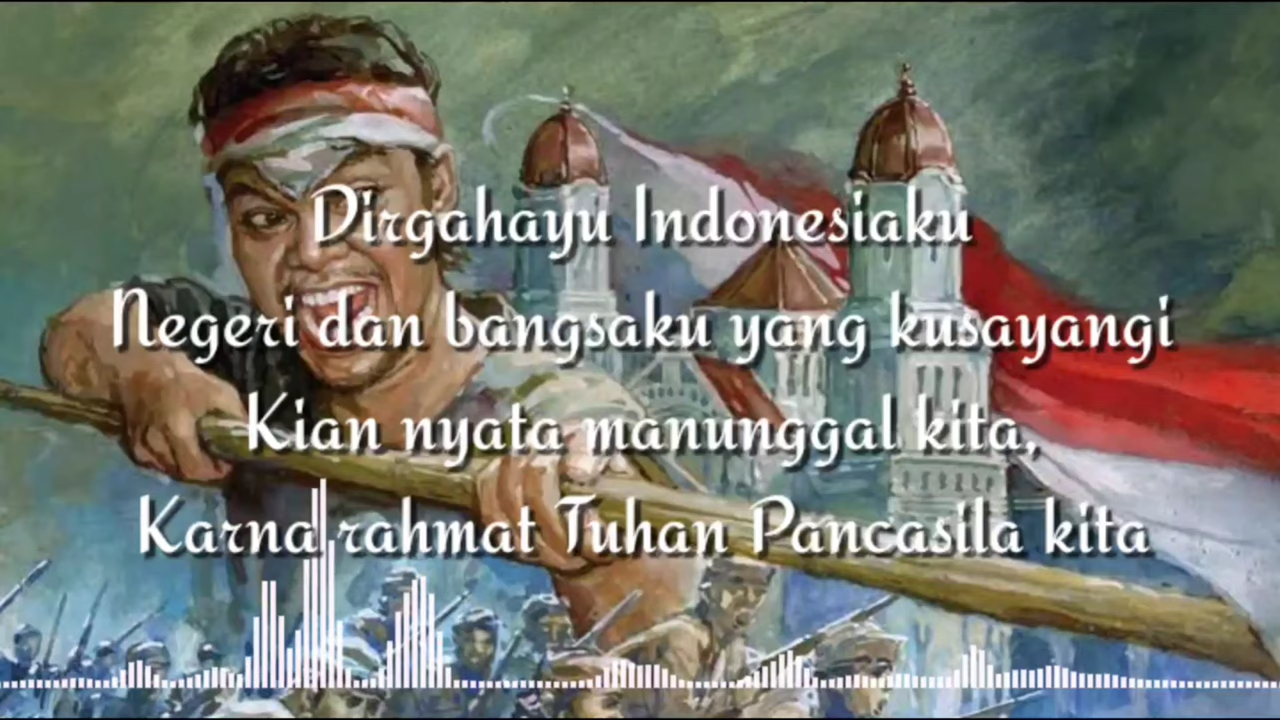 Dirgahayu Indonesiaku
Negeri dan bangsaku yang kusayangi
Kian nyata manunggal kita,
Karna rahmat Tuhan Pancasila kita